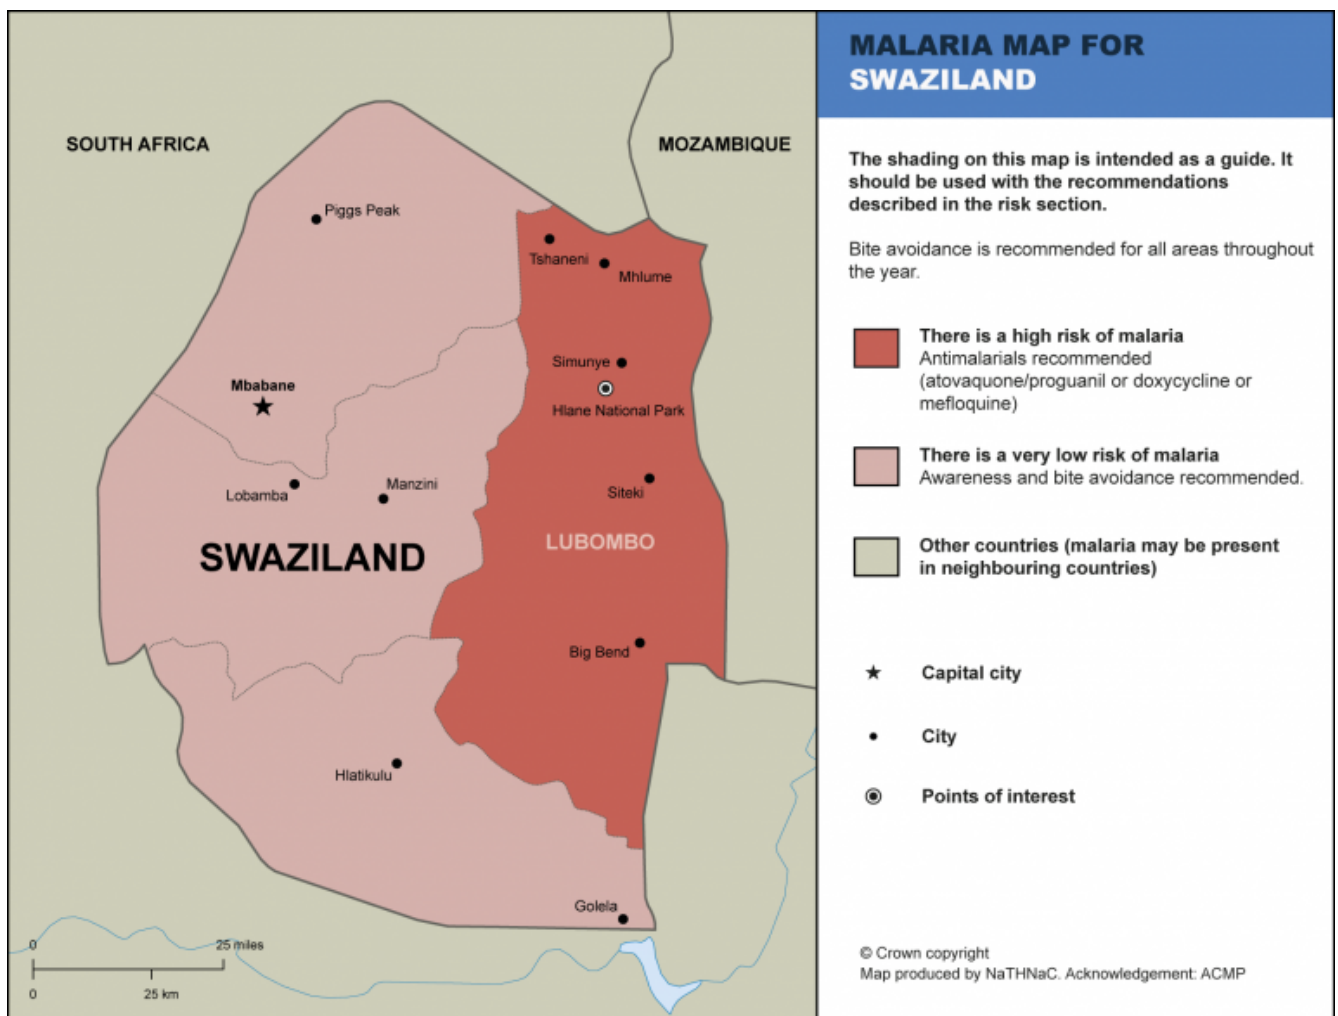 MALARIA MAP FOR
SWAZILAND
SOUTH AFRICA
MOZAMBIQUE
Piggs Peak
Tshaneni
Mhlume
Simunye
Hlane National Park
Mbabane
Lobamba
Manzini
Siteki
SWAZILAND
LUBOMBO
Big Bend
Hlatikulu
Golela
0
25 miles
0
25 km
The shading on this map is intended as a guide. It
should be used with the recommendations
described in the risk section.
Bite avoidance is recommended for all areas throughout
the year.
There is a high risk of malaria
Antimalarials recommended
(atovaquone/proguanil or doxycycline or
mefloquine)
There is a very low risk of malaria
Awareness and bite avoidance recommended.
Other countries (malaria may be present
in neighbouring countries)
Capital city
City
Points of interest
© Crown copyright
Map produced by NaTHNaC. Acknowledgement: ACMP